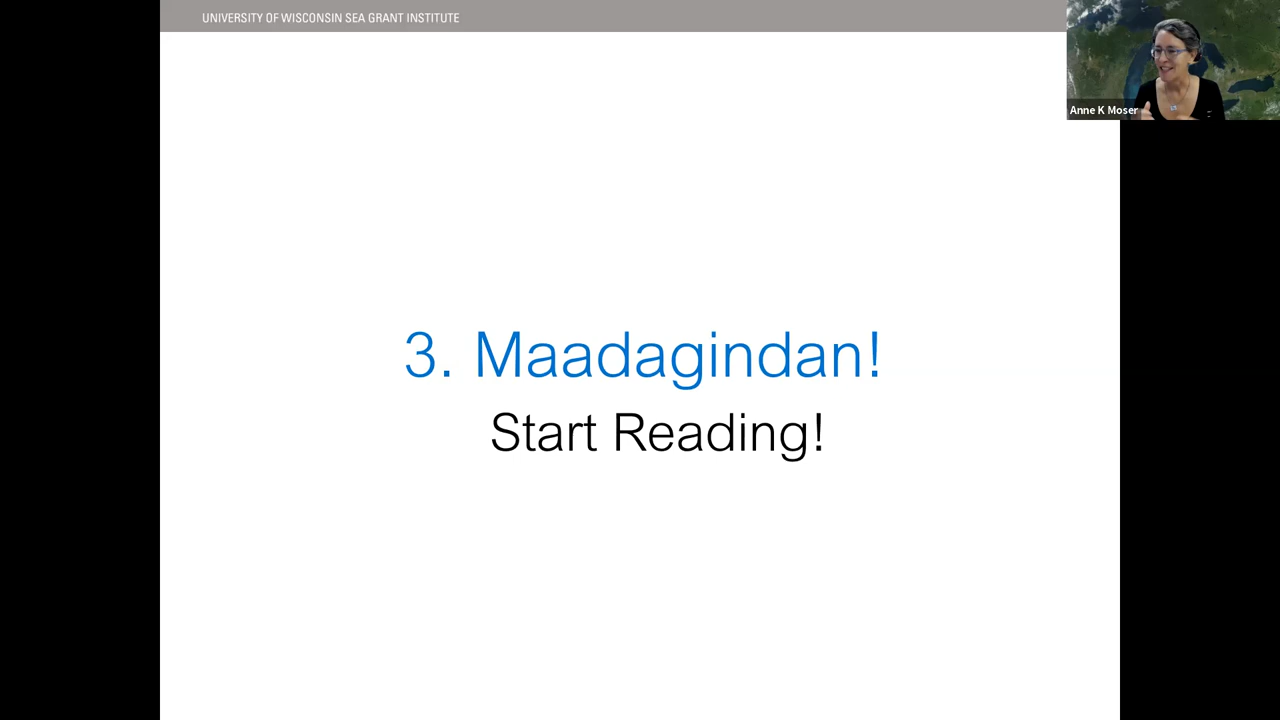 UNIVERSITY OF WISCONSIN SEA GRANT INSTITUTE
Anne K Moser
3. Maadagindan!
Start Reading!